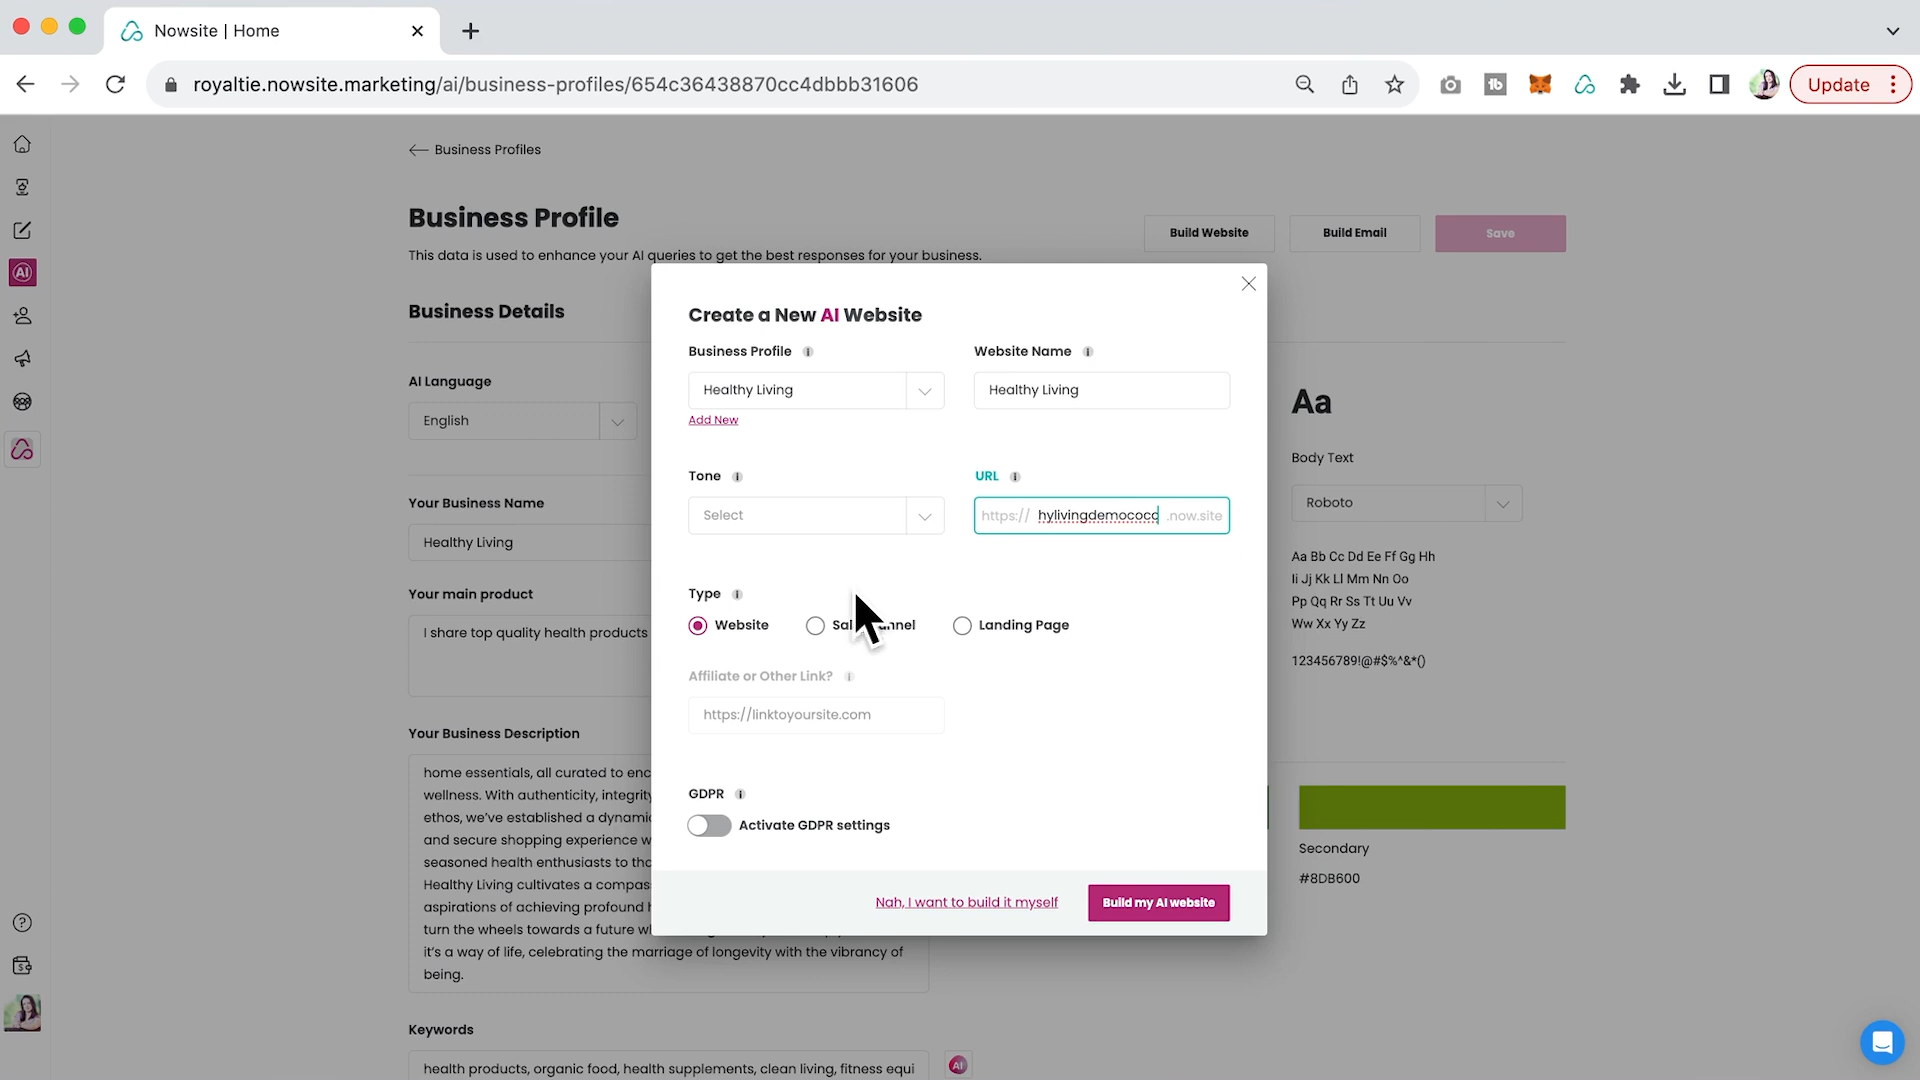 Nowsite | Home
royaltie.nowsite.marketing/ai/business-profiles/654c36438870cc4dbbb31606
Update
Business Profiles
Business Profile
Build Website
Build Email
Save
This data is used to enhance your AI queries to get the best responses for your business.
Business Details
AI Language
English
Your Business Name
Healthy Living
Your main product
I share top quality health products
Your Business Description
home essentials, all curated to enc
wellness. With authenticity, integrity
ethos, we've established a dynamic
and secure shopping experience w
seasoned health enthusiasts to tho
Healthy Living cultivates a compas
aspirations of achieving profound h
turn the wheels towards a future wh
it's a way of life, celebrating the marriage of longevity with the vibrancy of
being.
Keywords
health products, organic food, health supplements, clean living, fitness equi
AI
Create a New AI Website
Business Profile
Website Name
Healthy Living
Healthy Living
Add New
Tone
URL
Select
https:// hylivingdemococo .now.site
Type
Website
Landing Page
Affiliate or Other Link?
https://linktoyoursite.com
GDPR
Activate GDPR settings
Nah, I want to build it myself
Build my AI website
Aa
Body Text
Roboto
Aa Bb Cc Dd Ee Ff Gg Hh
Ii Jj Kk Ll Mm Nn Oo
Pp Qq Rr Ss Tt Uu Vv
Ww Xx Yy Zz
123456789!@#$%^&*()
Secondary
#8DB600
AI